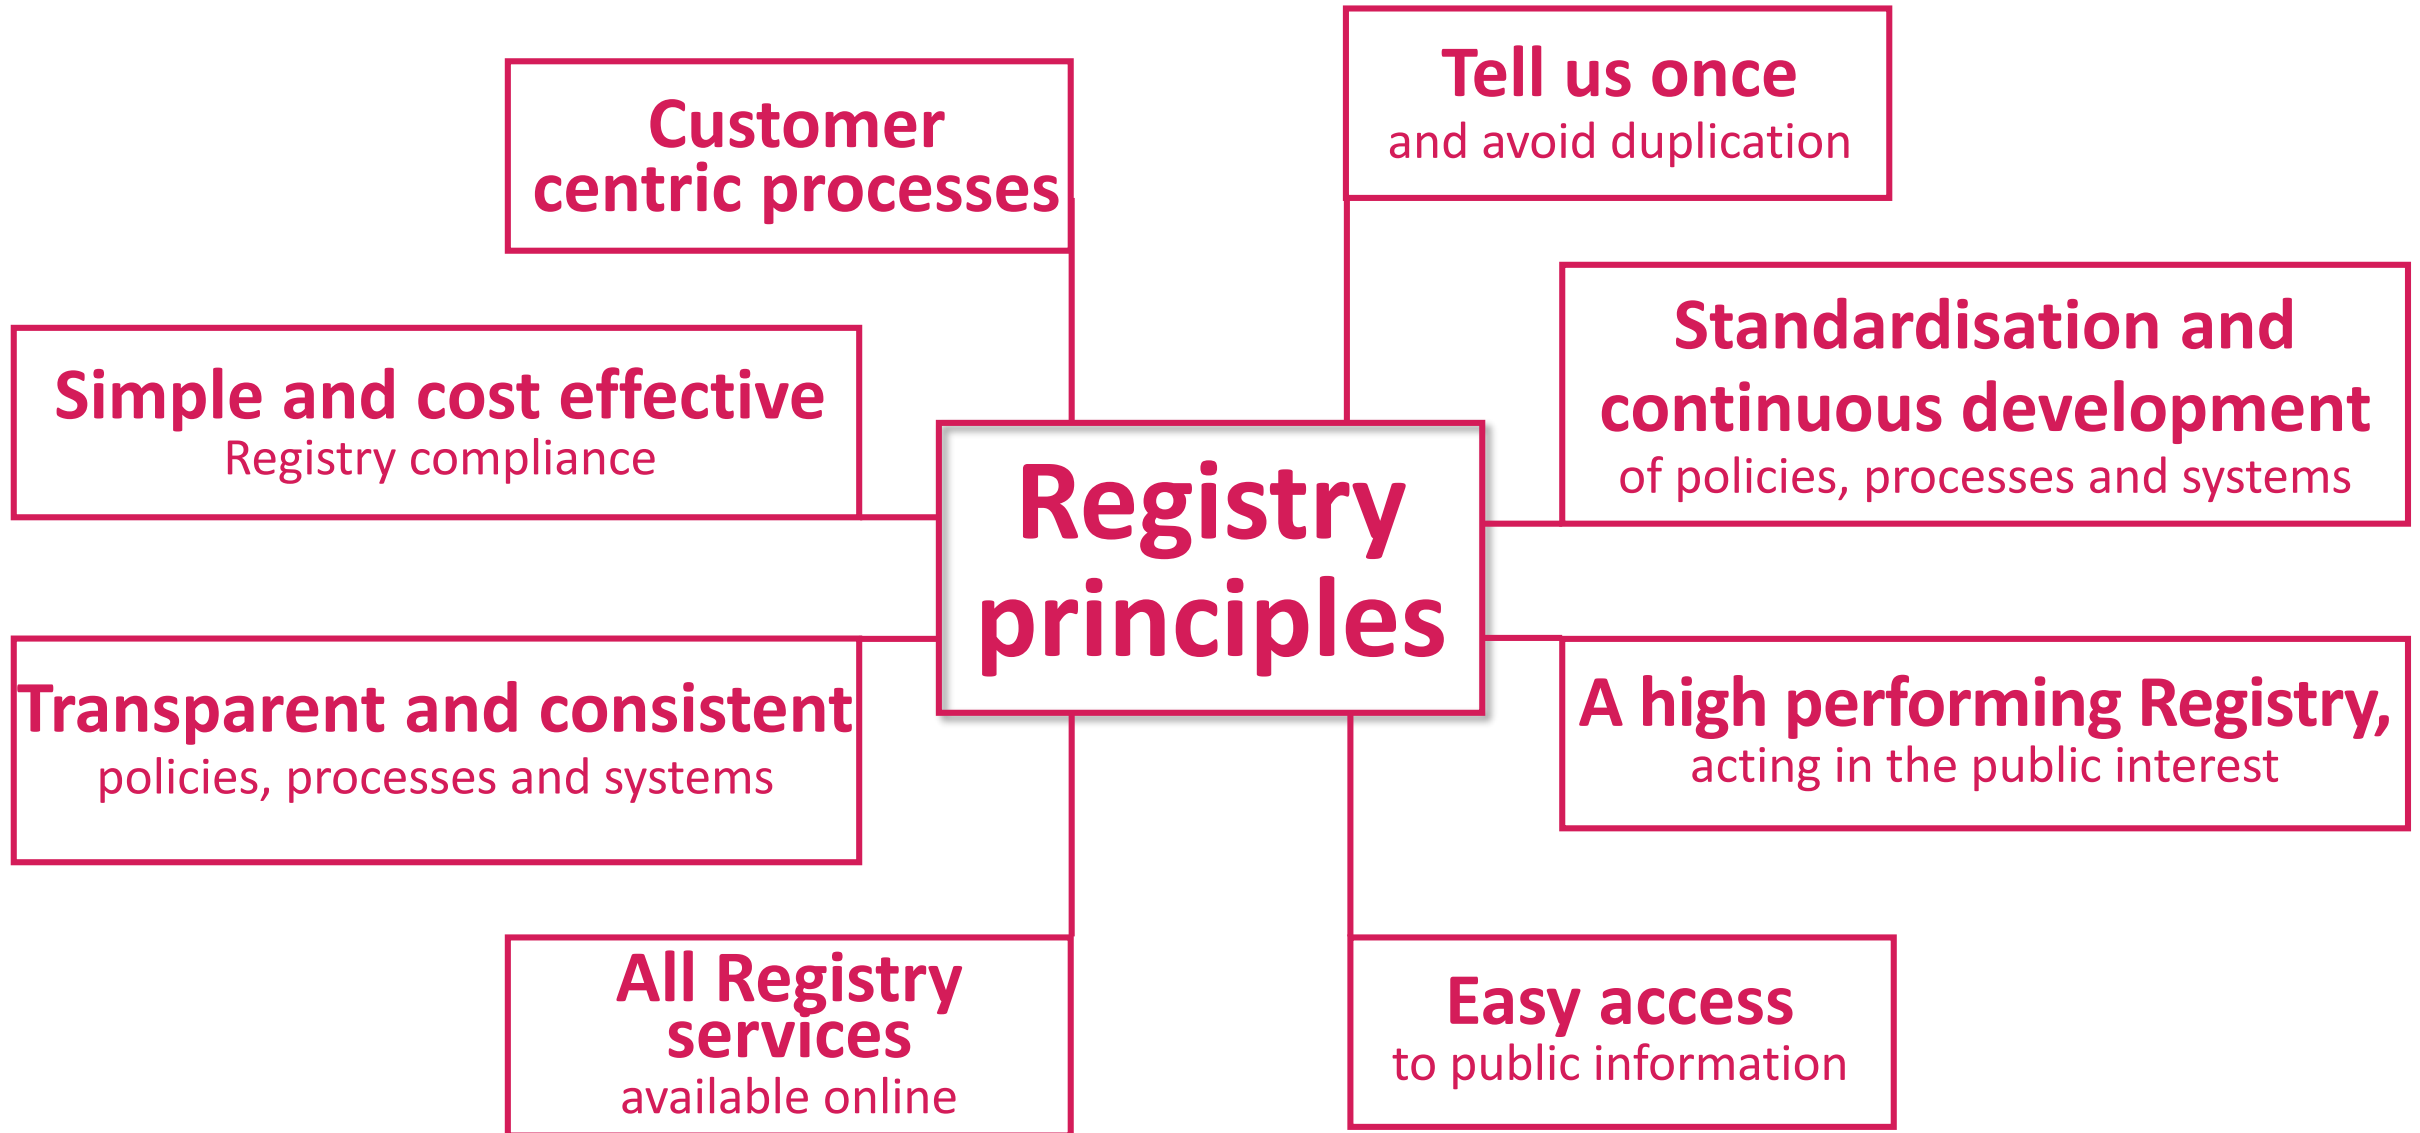 Customer
centric processes
Tell us once
and avoid duplication
Simple and cost effective
Registry compliance
Standardisation and
continuous development
of policies, processes and systems
Registry
principles
Transparent and consistent
policies, processes and systems
A high performing Registry,
acting in the public interest
All Registry
services
available online
Easy access
to public information